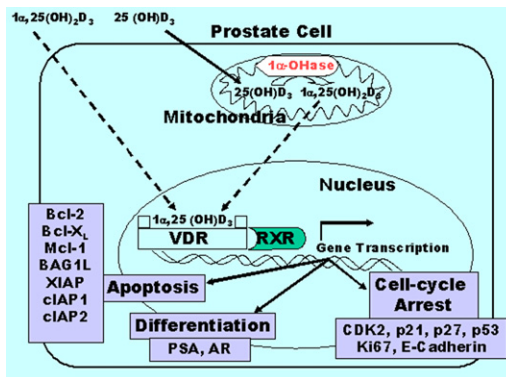 1α,25(OH)₂D₃ 25 (OH)D₃
Prostate Cell
1α-OHase
25(OH)D₃ 1α,25(OH)₂D₃
Mitochondria
Nucleus
1α,25 (OH)D₃
VDR RXR
Gene Transcription
Bcl-2
Bcl-X_L
Mcl-1
BAG1L
XIAP
cIAP1
cIAP2
Apoptosis
Differentiation
PSA, AR
Cell-cycle
Arrest
CDK2, p21, p27, p53
Ki67, E-Cadherin